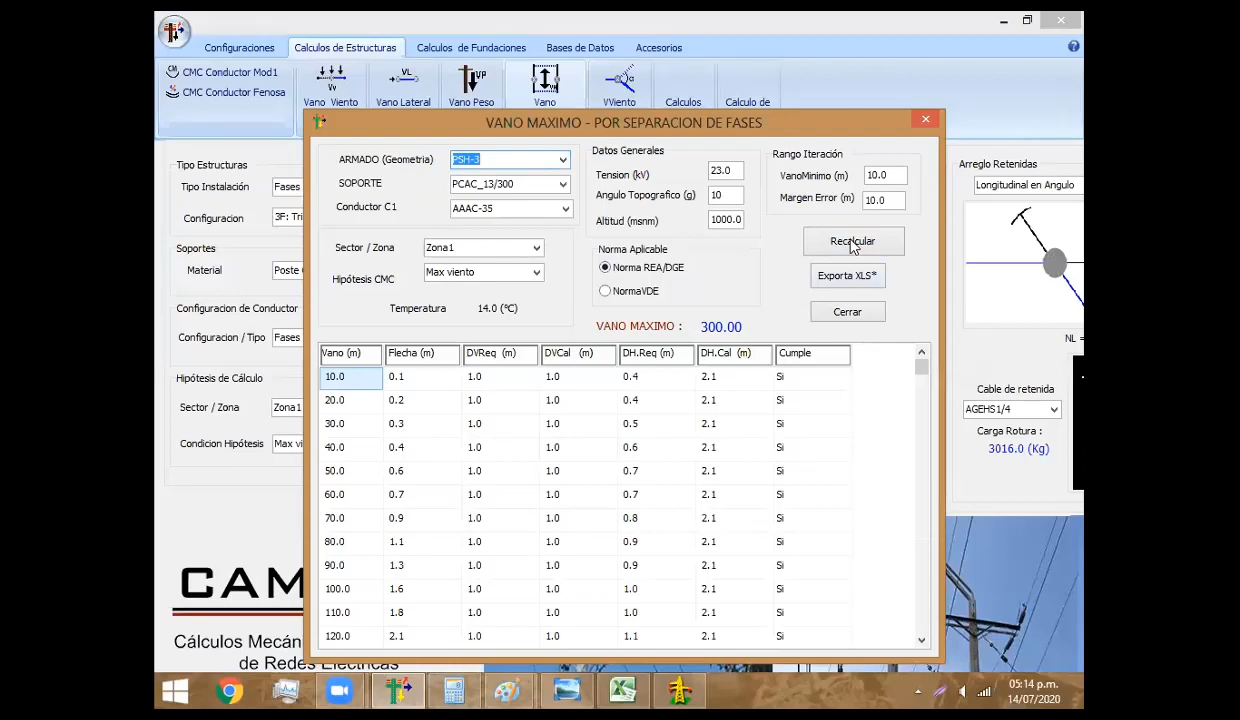 Configuraciones Calculos de Estructuras Calculos de Fundaciones Bases de Datos Accesorios
CMC Conductor Mod1
CMC Conductor Fenosa
Vano Viento Vano Lateral Vano Peso Vano VViento Calculos Calculo de
VANO MAXIMO - POR SEPARACION DE FASES
Tipo Estructuras
Tipo Instalación Fases
Configuracion 3F: Tri
Soportes
Material Poste
Configuracion de Conductor
Configuracion / Tipo Fases
Hipótesis de Cálculo
Sector / Zona Zona1
Condicion Hipótesis Max vi
ARMADO (Geometria) PSH-3
SOPORTE PCAC_13/300
Conductor C1 AAAC-35
Sector / Zona Zona1
Hipótesis CMC Max viento
Temperatura 14.0 (ºC)
Datos Generales
Tension (kV) 23.0
Angulo Topografico (g) 10
Altitud (msnm) 1000.0
Norma Aplicable
Norma REA/DGE
NormaVDE
VANO MAXIMO : 300.00
Rango Iteración
VanoMinimo (m) 10.0
Margen Error (m) 10.0
Recalcular
Exporta XLS*
Cerrar
Vano (m) Flecha (m) DVReq (m) DVCal (m) DH.Req (m) DH.Cal (m) Cumple
10.0 0.1 1.0 1.0 0.4 2.1 Si
20.0 0.2 1.0 1.0 0.4 2.1 Si
30.0 0.3 1.0 1.0 0.5 2.1 Si
40.0 0.4 1.0 1.0 0.6 2.1 Si
50.0 0.6 1.0 1.0 0.7 2.1 Si
60.0 0.7 1.0 1.0 0.7 2.1 Si
70.0 0.9 1.0 1.0 0.8 2.1 Si
80.0 1.1 1.0 1.0 0.9 2.1 Si
90.0 1.3 1.0 1.0 0.9 2.1 Si
100.0 1.6 1.0 1.0 1.0 2.1 Si
110.0 1.8 1.0 1.0 1.0 2.1 Si
120.0 2.1 1.0 1.0 1.1 2.1 Si
Arreglo Retenidas
Longitudinal en Angulo
NL =
Cable de retenida
AGEHS1/4
Carga Rotura :
3016.0 (Kg)
CAM
Cálculos Mecáni
de Redes Eléctricas
05:14 p.m.
14/07/2020